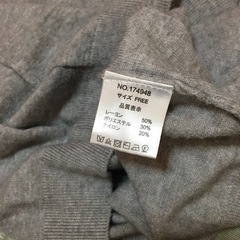 NO.174948
サイズ FREE
品質表示
レーヨン 50%
ポリエステル 30%
ナイロン 20%